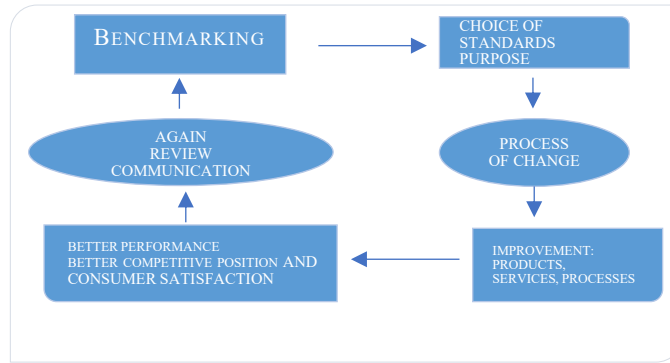 BENCHMARKING
CHOICE OF
STANDARDS
PURPOSE
PROCESS
OF CHANGE
IMPROVEMENT:
PRODUCTS,
SERVICES, PROCESSES
BETTER PERFORMANCE
BETTER COMPETITIVE POSITION AND
CONSUMER SATISFACTION
AGAIN
REVIEW
COMMUNICATION